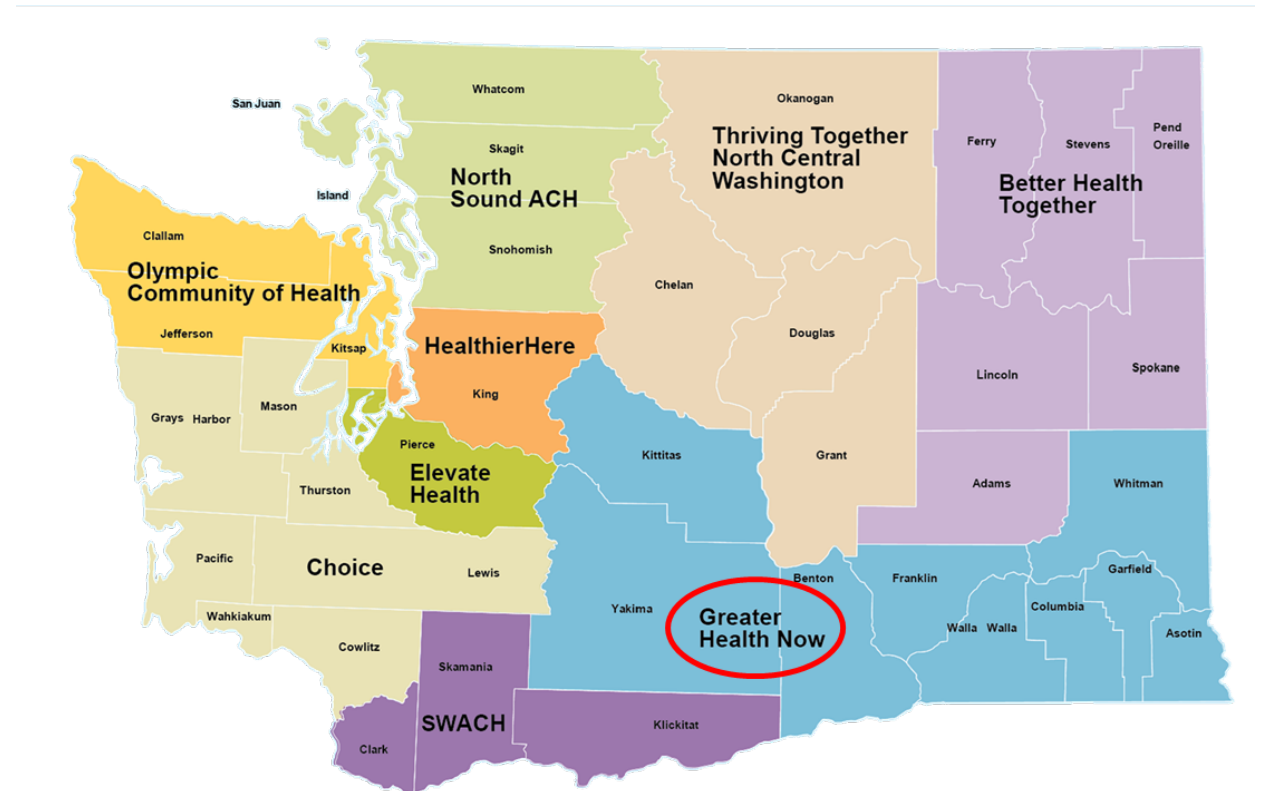 Whatcom
San Juan
Skagit
Island
North
Sound ACH
Snohomish
Okanogan
Thriving Together
North Central
Washington
Chelan
Douglas
Grant
Ferry
Stevens
Pend
Oreille
Better Health
Together
Lincoln
Spokane
Adams
Clallam
Olympic
Community of Health
Jefferson
Kitsap
HealthierHere
King
Pierce
Elevate
Health
Grays Harbor
Mason
Thurston
Pacific
Choice
Lewis
Wahkiakum
Cowlitz
Kittitas
Yakima
Greater
Health Now
Benton
Franklin
Walla Walla
Columbia
Whitman
Garfield
Asotin
Skamania
SWACH
Klickitat
Clark